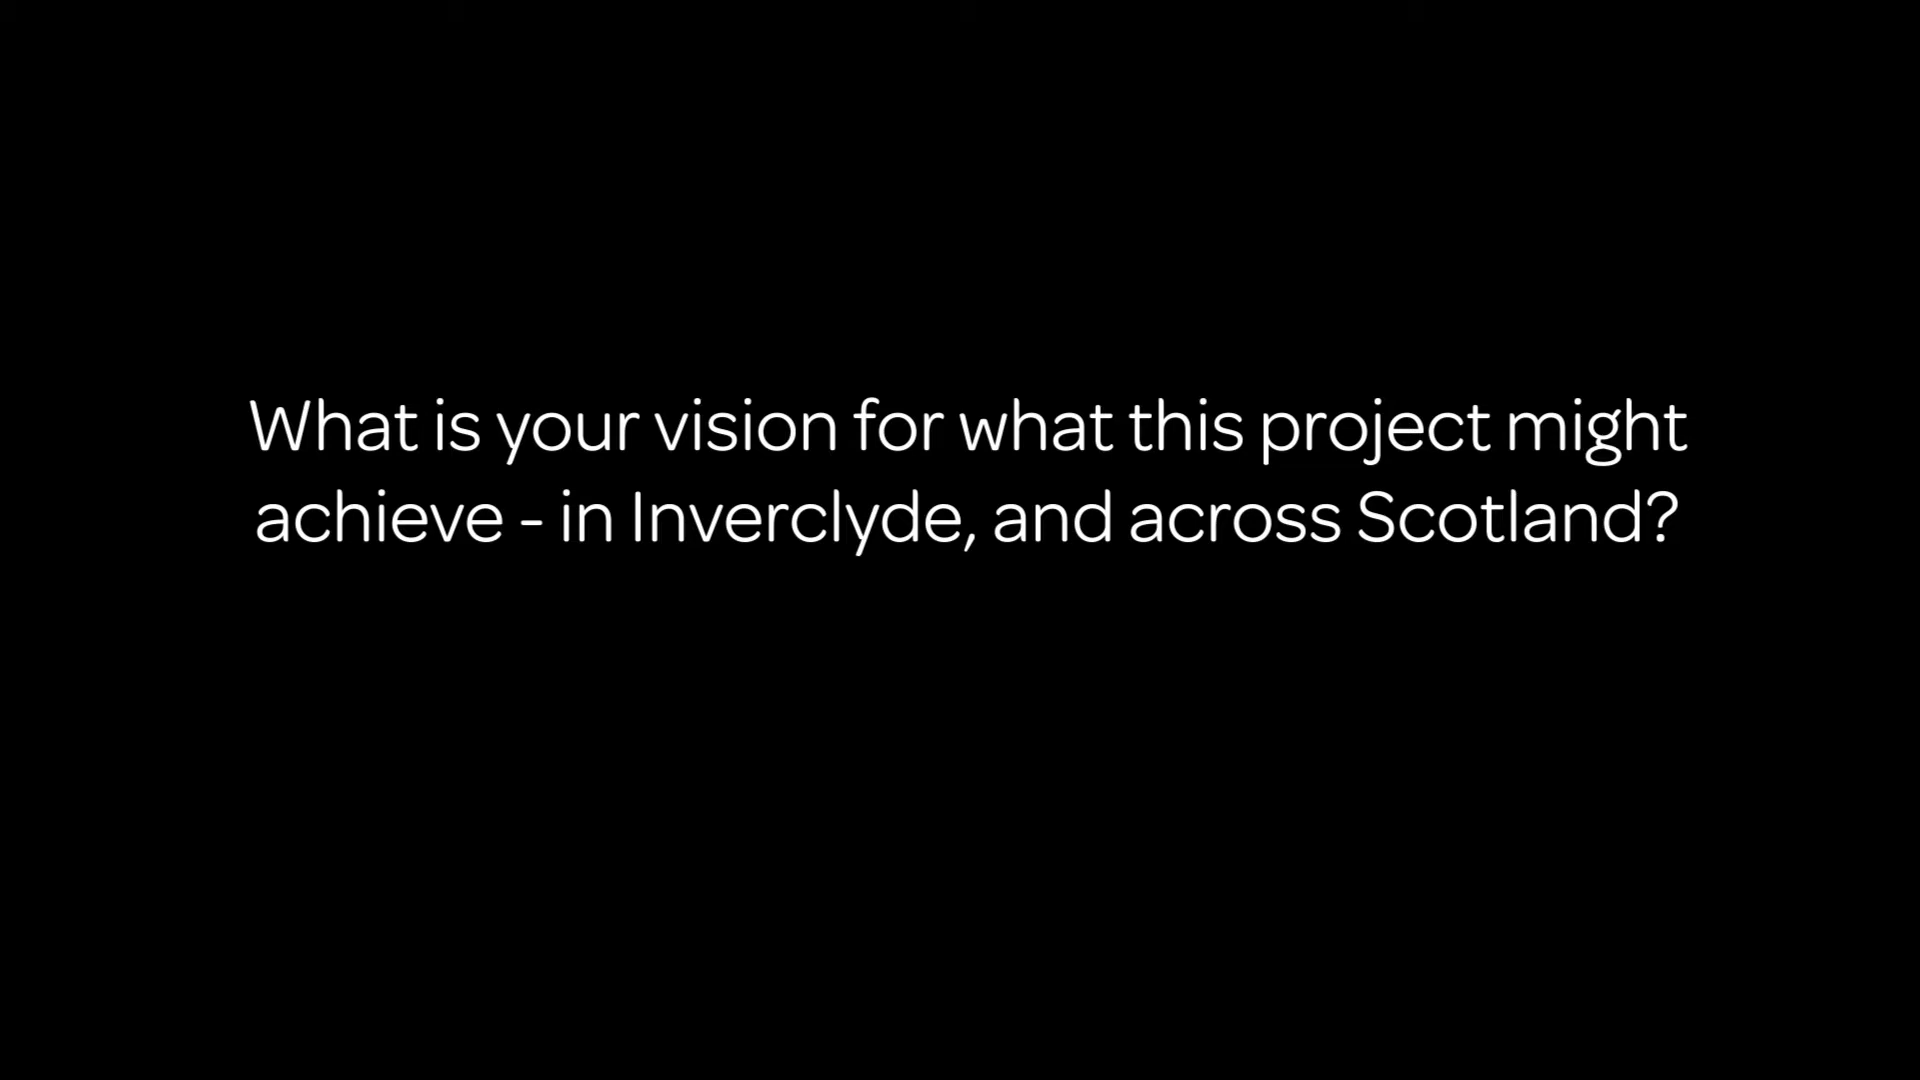 What is your vision for what this project might
achieve - in Inverclyde, and across Scotland?